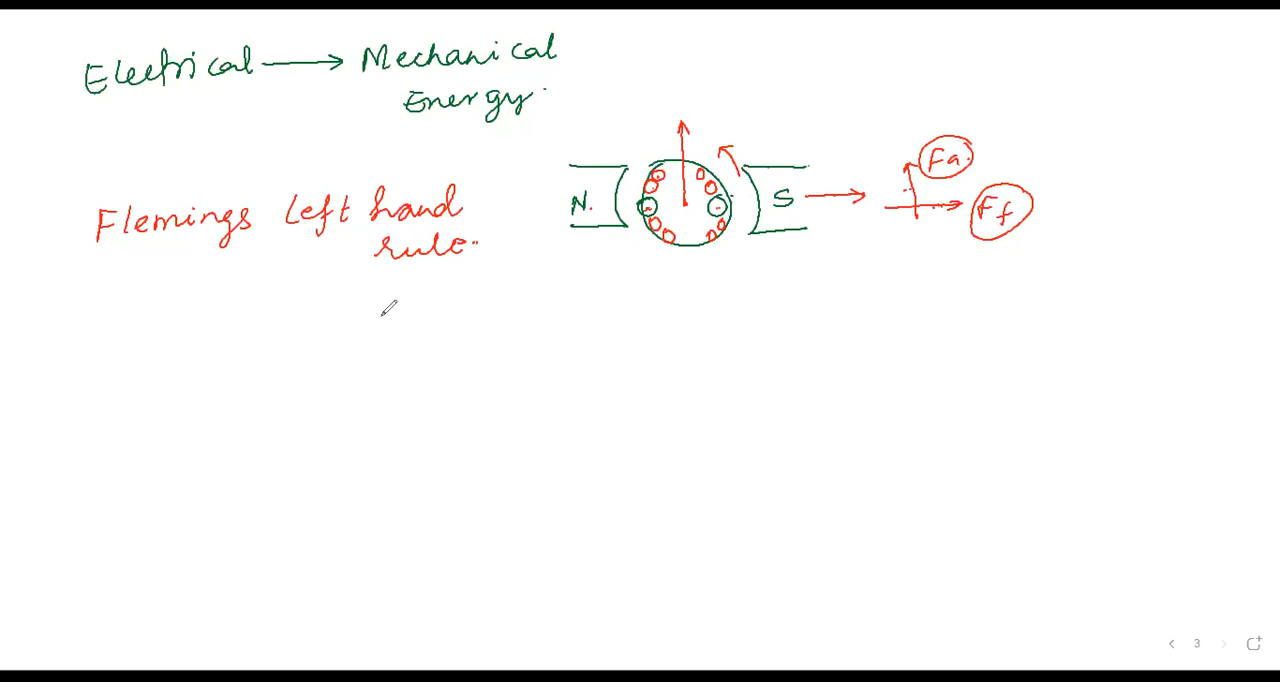 Electrical → Mechanical
Energy.
Flemings Left hand
rule.
N.
S
Fa.
Ff
3